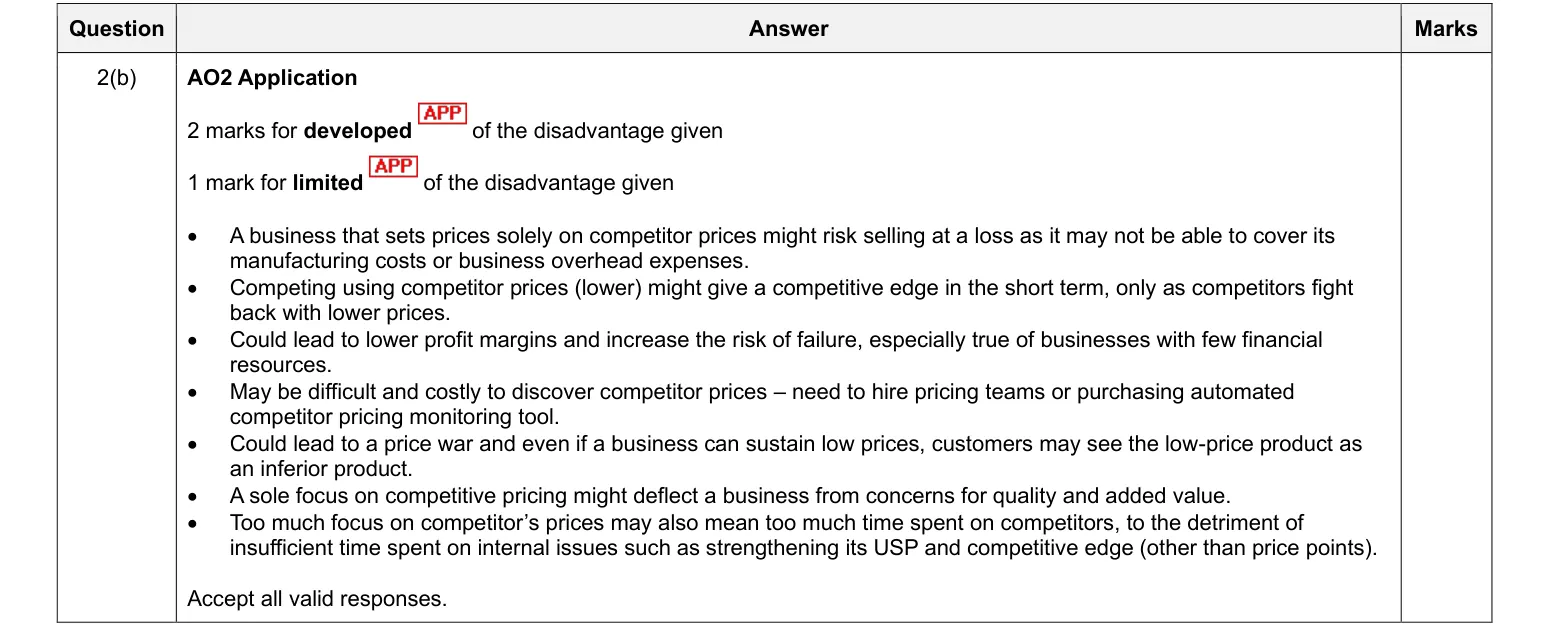 Question Answer Marks
2(b) AO2 Application
2 marks for developed APP of the disadvantage given
1 mark for limited APP of the disadvantage given
• A business that sets prices solely on competitor prices might risk selling at a loss as it may not be able to cover its
manufacturing costs or business overhead expenses.
• Competing using competitor prices (lower) might give a competitive edge in the short term, only as competitors fight
back with lower prices.
• Could lead to lower profit margins and increase the risk of failure, especially true of businesses with few financial
resources.
• May be difficult and costly to discover competitor prices – need to hire pricing teams or purchasing automated
competitor pricing monitoring tool.
• Could lead to a price war and even if a business can sustain low prices, customers may see the low-price product as
an inferior product.
• A sole focus on competitive pricing might deflect a business from concerns for quality and added value.
• Too much focus on competitor’s prices may also mean too much time spent on competitors, to the detriment of
insufficient time spent on internal issues such as strengthening its USP and competitive edge (other than price points).
Accept all valid responses.